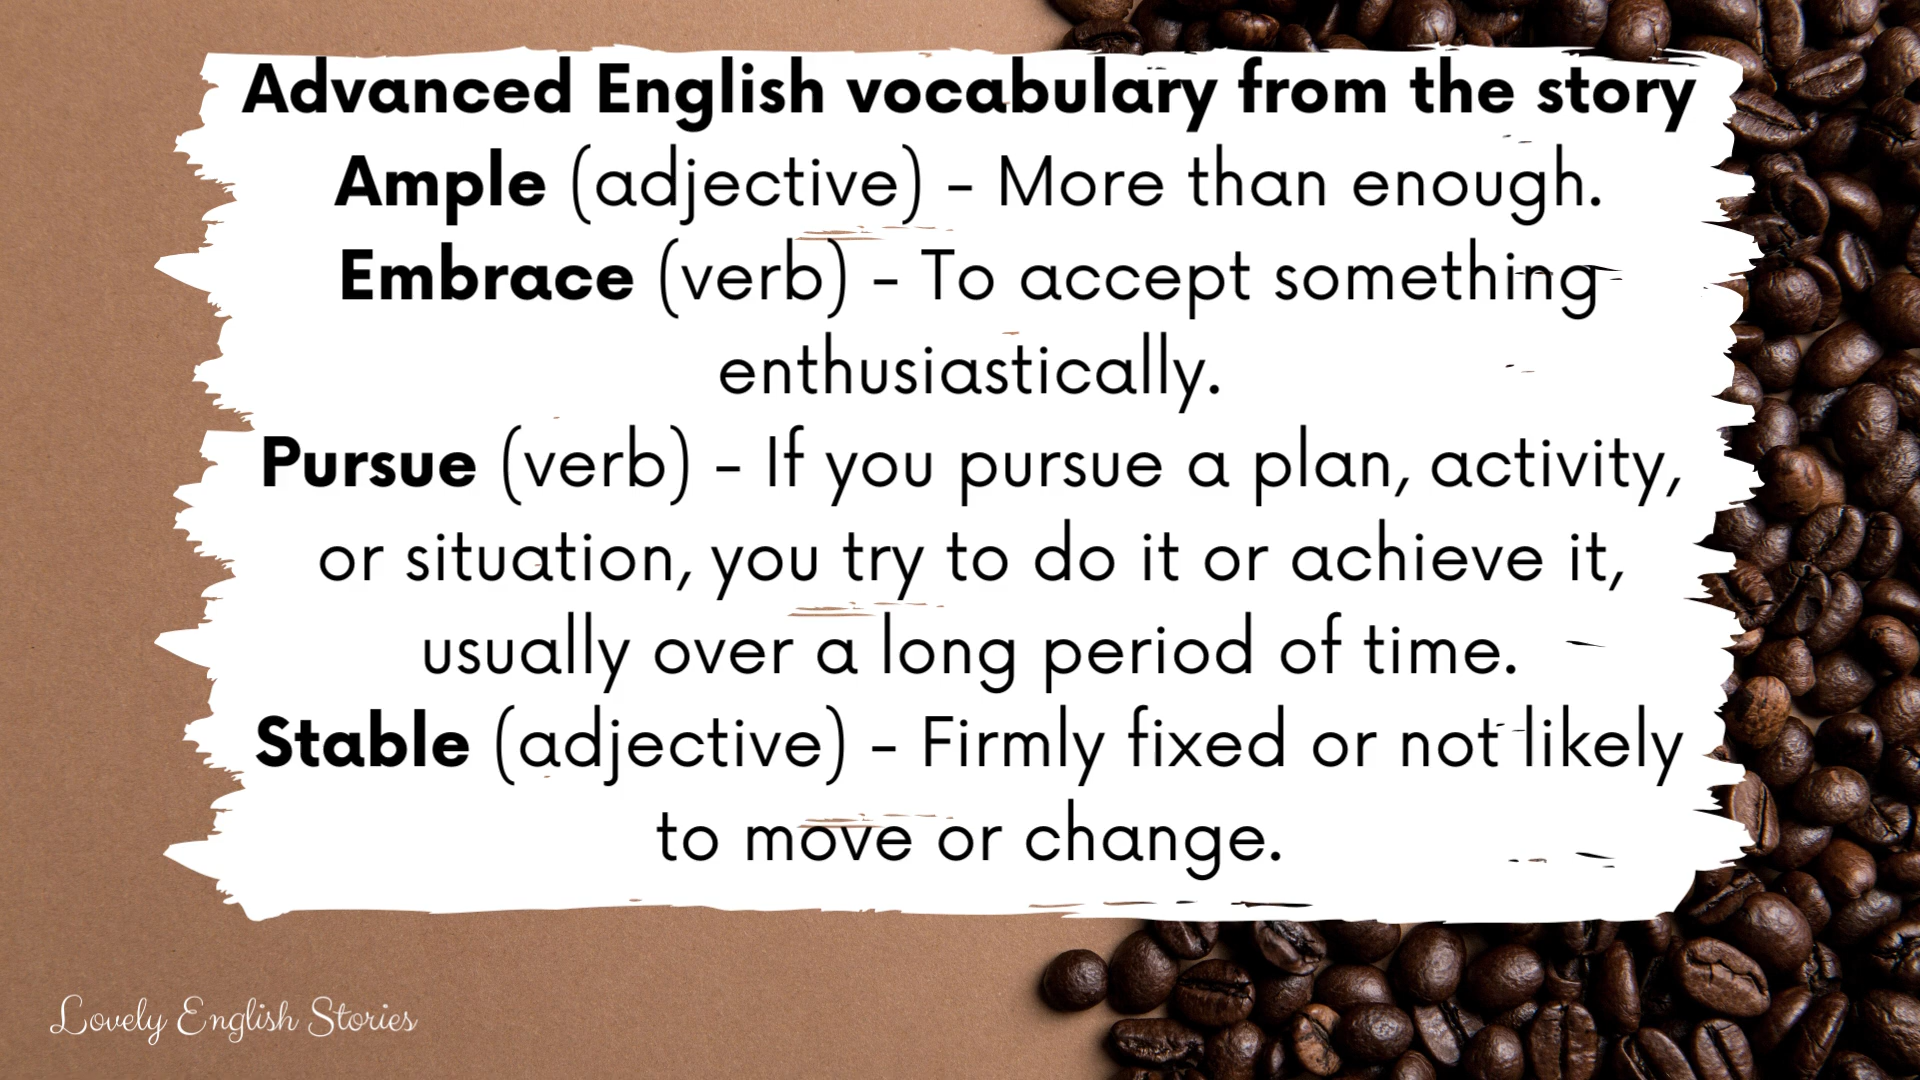 Advanced English vocabulary from the story
Ample (adjective) - More than enough.
Embrace (verb) - To accept something
enthusiastically.
Pursue (verb) - If you pursue a plan, activity,
or situation, you try to do it or achieve it,
usually over a long period of time.
Stable (adjective) - Firmly fixed or not likely
to move or change.
Lovely English Stories